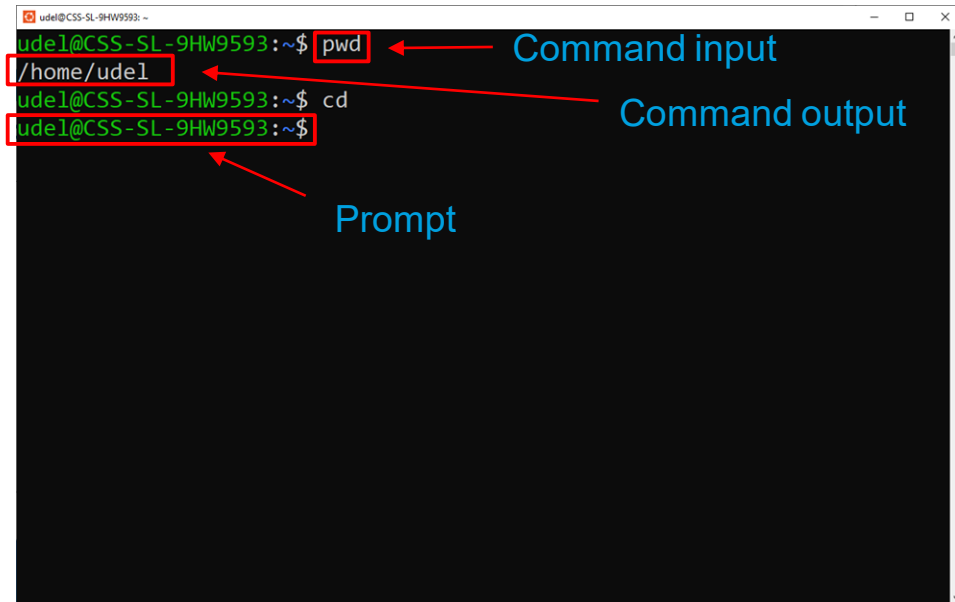 udel@CSS-SL-9HW9593: ~
udel@CSS-SL-9HW9593:~$ pwd
Command input
/home/udel
udel@CSS-SL-9HW9593:~$ cd
Command output
udel@CSS-SL-9HW9593:~$
Prompt